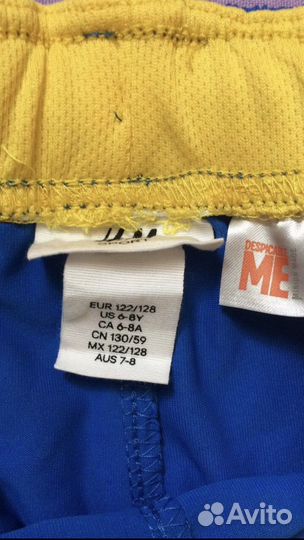 SPORT
DESPICABLE
ME
EUR 122/128
US 6-8Y
CA 6-8A
CN 130/59
MX 122/128
AUS 7-8
Avito